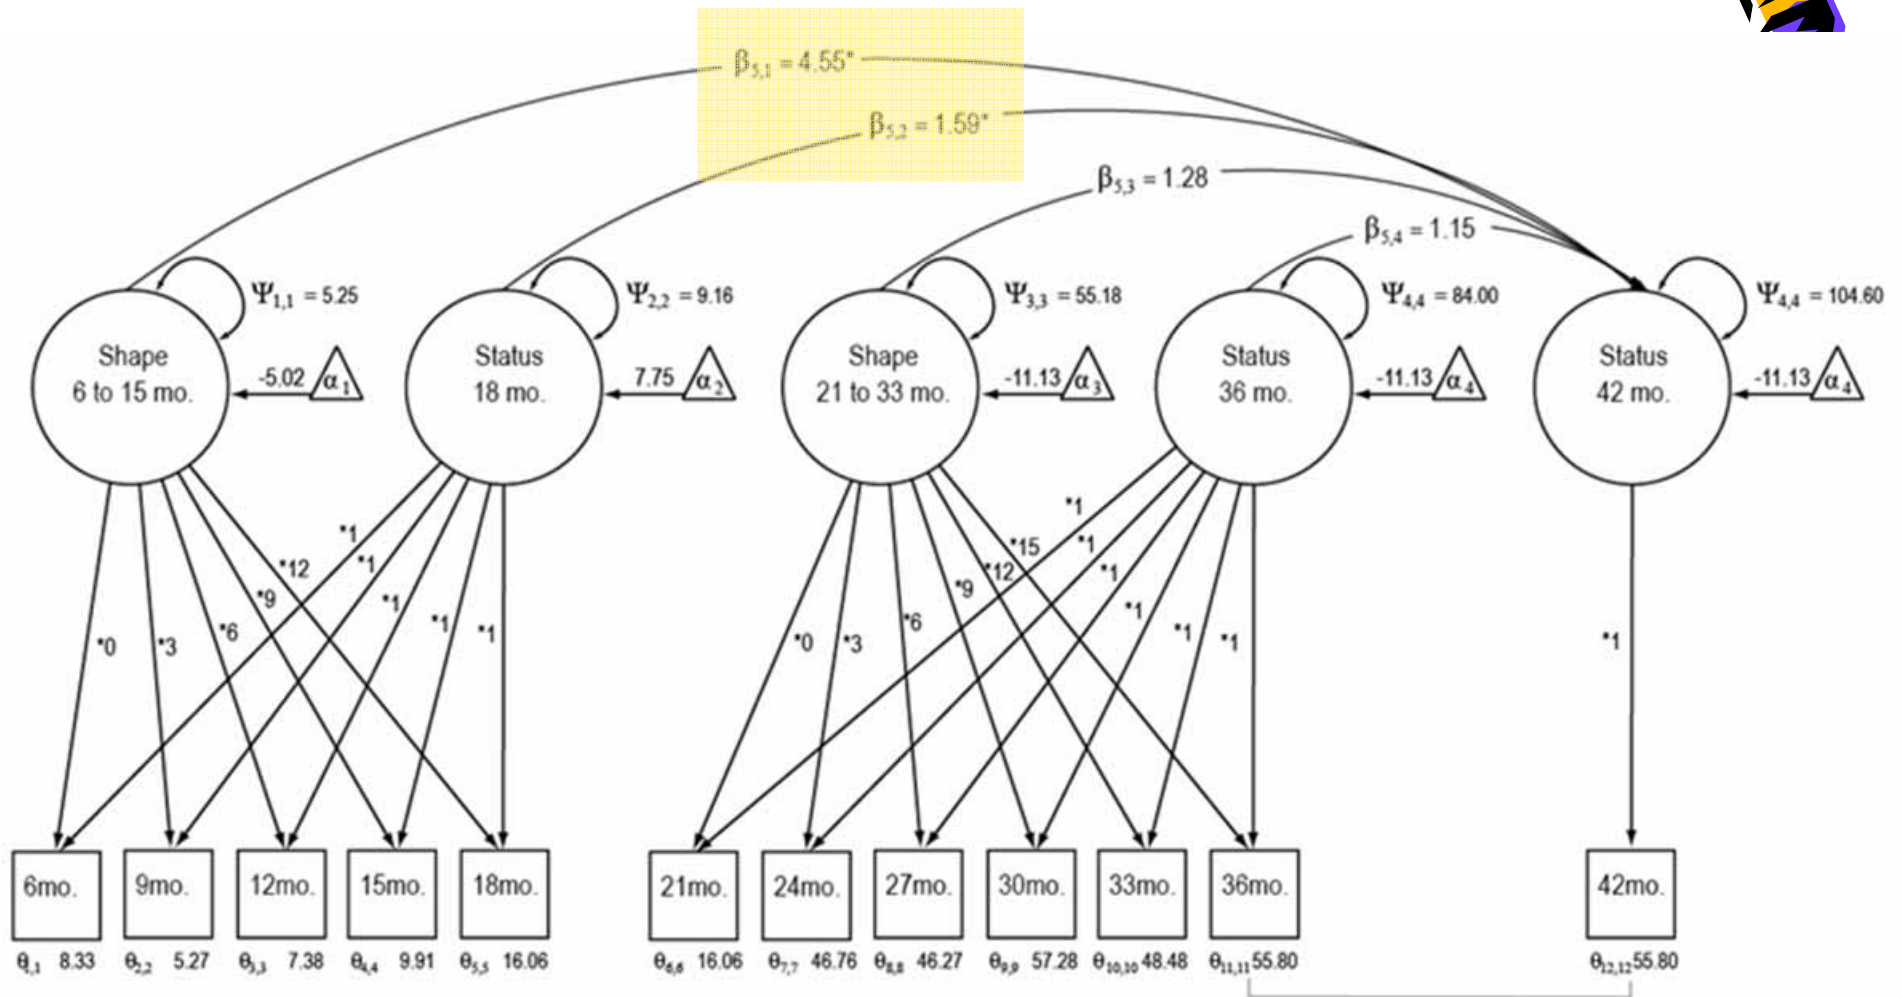 β5,1 = 4.55*
β5,2 = 1.59*
β5,3 = 1.28
β5,4 = 1.15
Ψ1,1 = 5.25
Ψ2,2 = 9.16
Ψ3,3 = 55.18
Ψ4,4 = 84.00
Ψ4,4 = 104.60
Shape
6 to 15 mo.
-5.02 α1
Status
18 mo.
7.75 α2
Shape
21 to 33 mo.
-11.13 α3
Status
36 mo.
-11.13 α4
Status
42 mo.
-11.13 α4
*0
*3
*6
*9
*12
*1
*1
*1
*1
*1
*0
*3
*6
*9
*12
*15
*1
*1
*1
*1
*1
*1
*1
6mo.
9mo.
12mo.
15mo.
18mo.
21mo.
24mo.
27mo.
30mo.
33mo.
36mo.
42mo.
θ,1 8.33
θ2,2 5.27
θ3,3 7.38
θ4,4 9.91
θ5,5 16.06
θ6,6 16.06
θ7,7 46.76
θ8,8 46.27
θ9,9 57.28
θ10,10 48.48
θ11,11 55.80
θ12,12 55.80